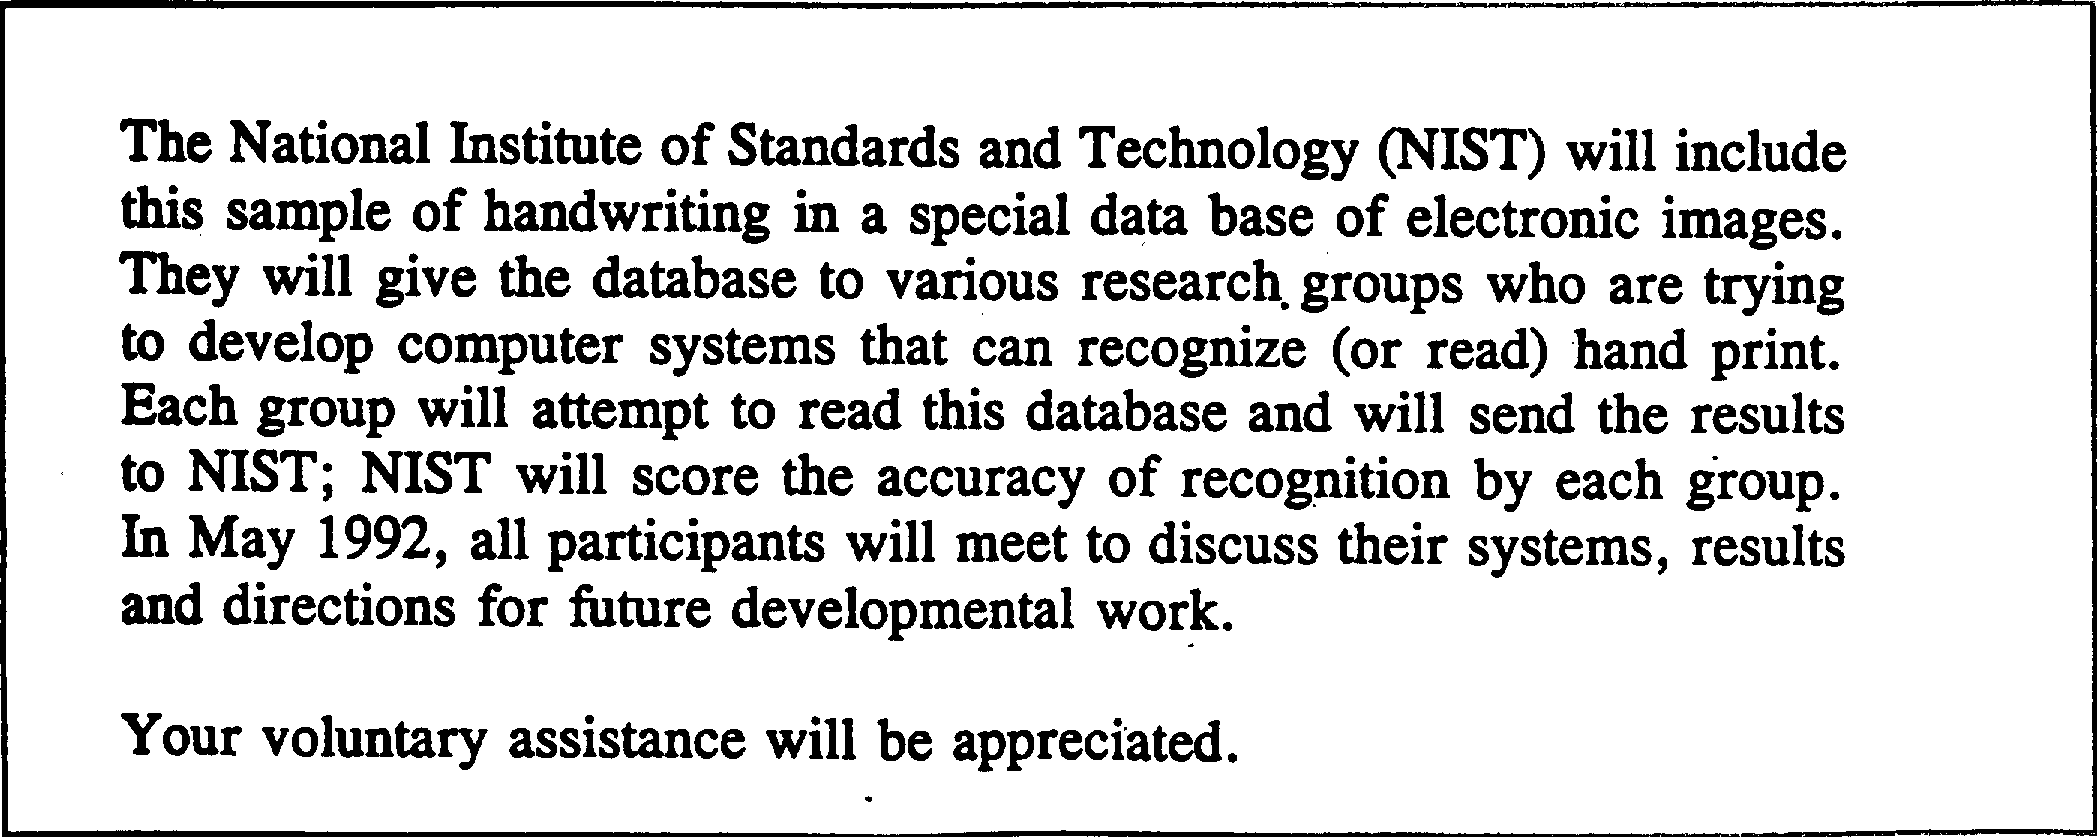 The National Institute of Standards and Technology (NIST) will include
this sample of handwriting in a special data base of electronic images.
They will give the database to various research groups who are trying
to develop computer systems that can recognize (or read) hand print.
Each group will attempt to read this database and will send the results
to NIST; NIST will score the accuracy of recognition by each group.
In May 1992, all participants will meet to discuss their systems, results
and directions for future developmental work.
Your voluntary assistance will be appreciated.